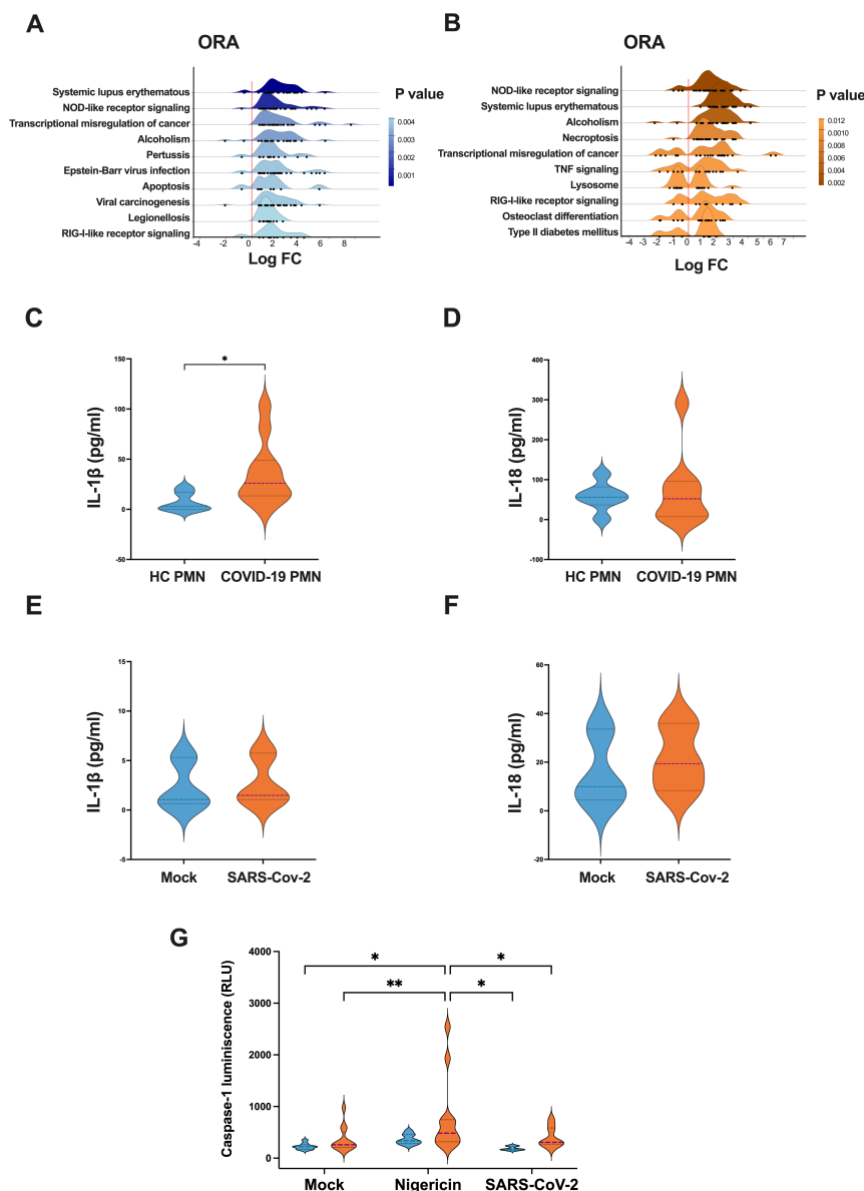 A
ORA
Systemic lupus erythematous
NOD-like receptor signaling
Transcriptional misregulation of cancer
Alcoholism
Pertussis
Epstein-Barr virus infection
Apoptosis
Viral carcinogenesis
Legionellosis
RIG-I-like receptor signaling
-4 -2 0 2 4 6 8
Log FC
P value
0.004
0.003
0.002
0.001
B
ORA
NOD-like receptor signaling
Systemic lupus erythematous
Alcoholism
Necroptosis
Transcriptional misregulation of cancer
TNF signaling
Lysosome
RIG-I-like receptor signaling
Osteoclast differentiation
Type II diabetes mellitus
-4 -3 -2 -1 0 1 2 3 4 5 6 7
Log FC
P value
0.012
0.0010
0.008
0.006
0.004
0.002
C
IL-1β (pg/ml)
150
100
50
0
-50
*
HC PMN COVID-19 PMN
D
IL-18 (pg/ml)
400
300
200
100
0
-100
HC PMN COVID-19 PMN
E
IL-1β (pg/ml)
15
10
5
0
-5
Mock SARS-Cov-2
F
IL-18 (pg/ml)
60
40
20
0
-20
Mock SARS-Cov-2
G
Caspase-1 luminiscence (RLU)
4000
3000
2000
1000
0
* *
** *
Mock Nigericin SARS-CoV-2